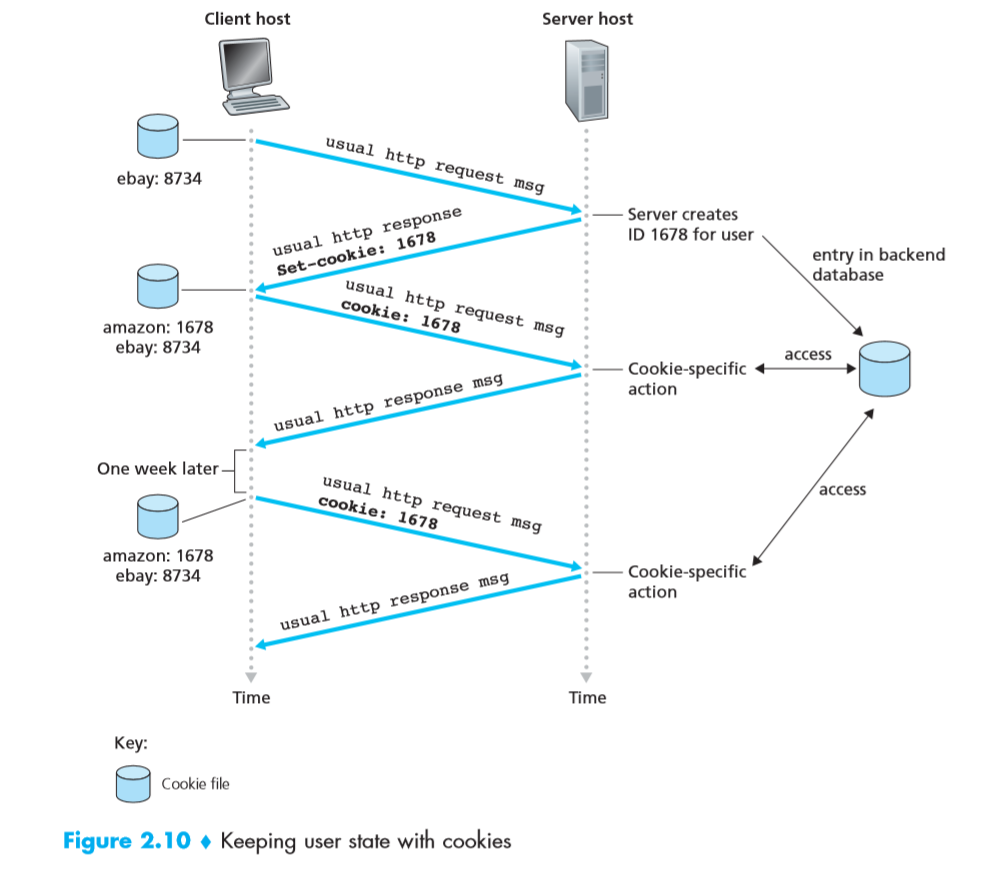 Client host
Server host
ebay: 8734
usual http request msg
Server creates
ID 1678 for user
entry in backend
database
usual http response
Set-cookie: 1678
amazon: 1678
ebay: 8734
usual http request msg
cookie: 1678
access
Cookie-specific
action
usual http response msg
One week later
usual http request msg
cookie: 1678
access
amazon: 1678
ebay: 8734
Cookie-specific
action
usual http response msg
Time
Time
Key:
Cookie file
Figure 2.10 ♦ Keeping user state with cookies